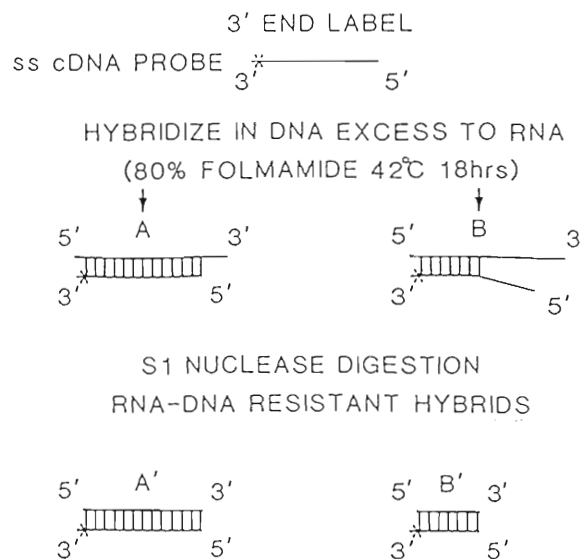 3′ END LABEL
ss cDNA PROBE
3′ 5′
HYBRIDIZE IN DNA EXCESS TO RNA
(80% FOLMAMIDE 42°C 18hrs)
A B
5′ 3′ 5′ 3
3′ 5′ 3′ 5′
S1 NUCLEASE DIGESTION
RNA-DNA RESISTANT HYBRIDS
A′ B′
5′ 3′ 5′ 3′
3′ 5′ 3′ 5′